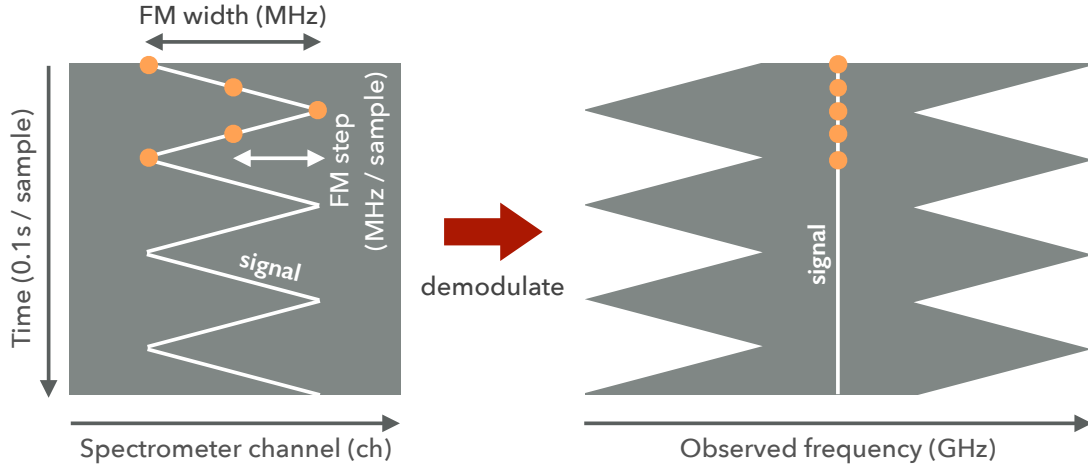 FM width (MHz)
Time (0.1s / sample)
FM step
(MHz / sample)
signal
Spectrometer channel (ch)
demodulate
signal
Observed frequency (GHz)